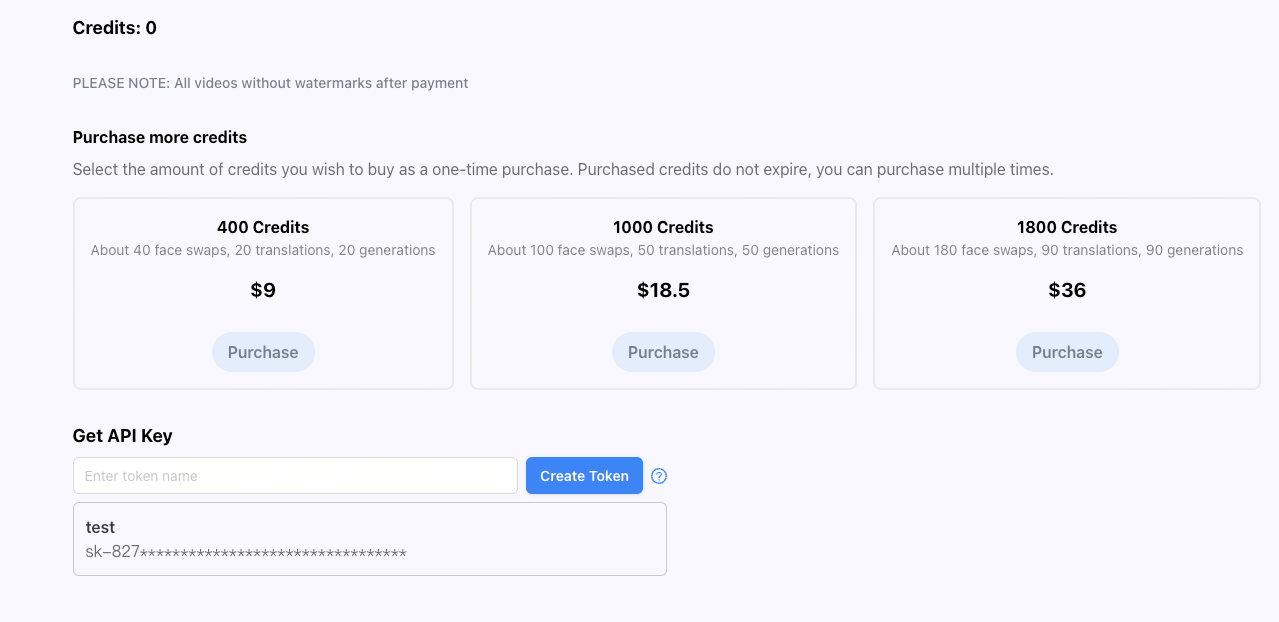 Credits: 0
PLEASE NOTE: All videos without watermarks after payment
Purchase more credits
Select the amount of credits you wish to buy as a one-time purchase. Purchased credits do not expire, you can purchase multiple times.
400 Credits
About 40 face swaps, 20 translations, 20 generations
$9
Purchase
1000 Credits
About 100 face swaps, 50 translations, 50 generations
$18.5
Purchase
1800 Credits
About 180 face swaps, 90 translations, 90 generations
$36
Purchase
Get API Key
Enter token name
Create Token
?
test
sk-827*********************************